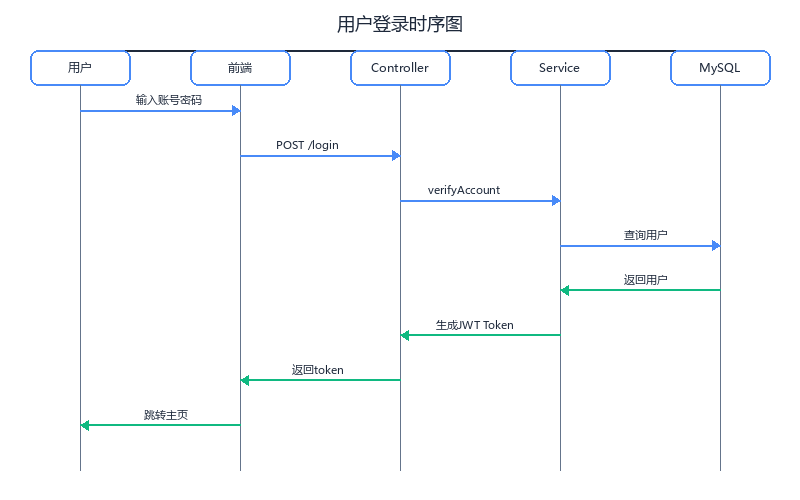 用户登录时序图
用户
前端
Controller
Service
MySQL
输入账号密码
POST /login
verifyAccount
查询用户
返回用户
生成JWT Token
返回token
跳转主页